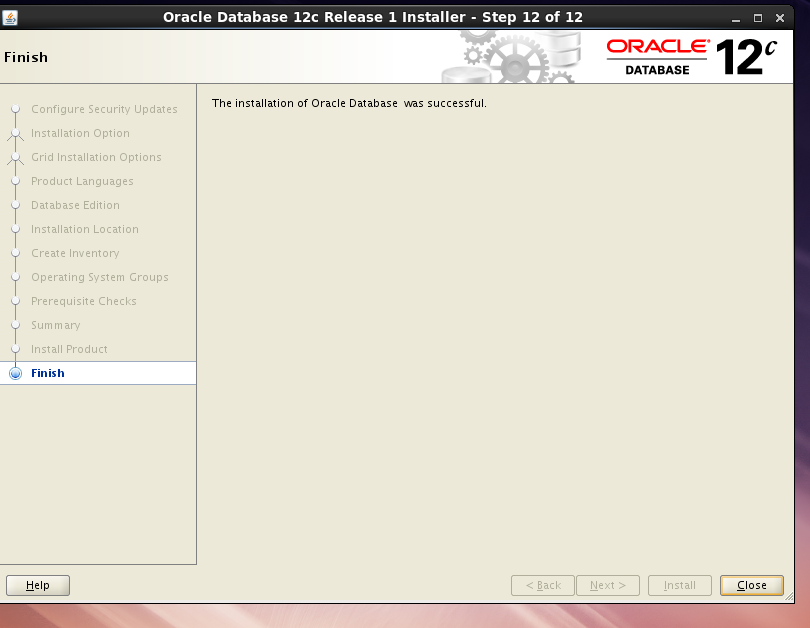 Oracle Database 12c Release 1 Installer - Step 12 of 12
Finish
ORACLE®
DATABASE
12c
Configure Security Updates
Installation Option
Grid Installation Options
Product Languages
Database Edition
Installation Location
Create Inventory
Operating System Groups
Prerequisite Checks
Summary
Install Product
Finish
The installation of Oracle Database  was successful.
Help
< Back
Next >
Install
Close